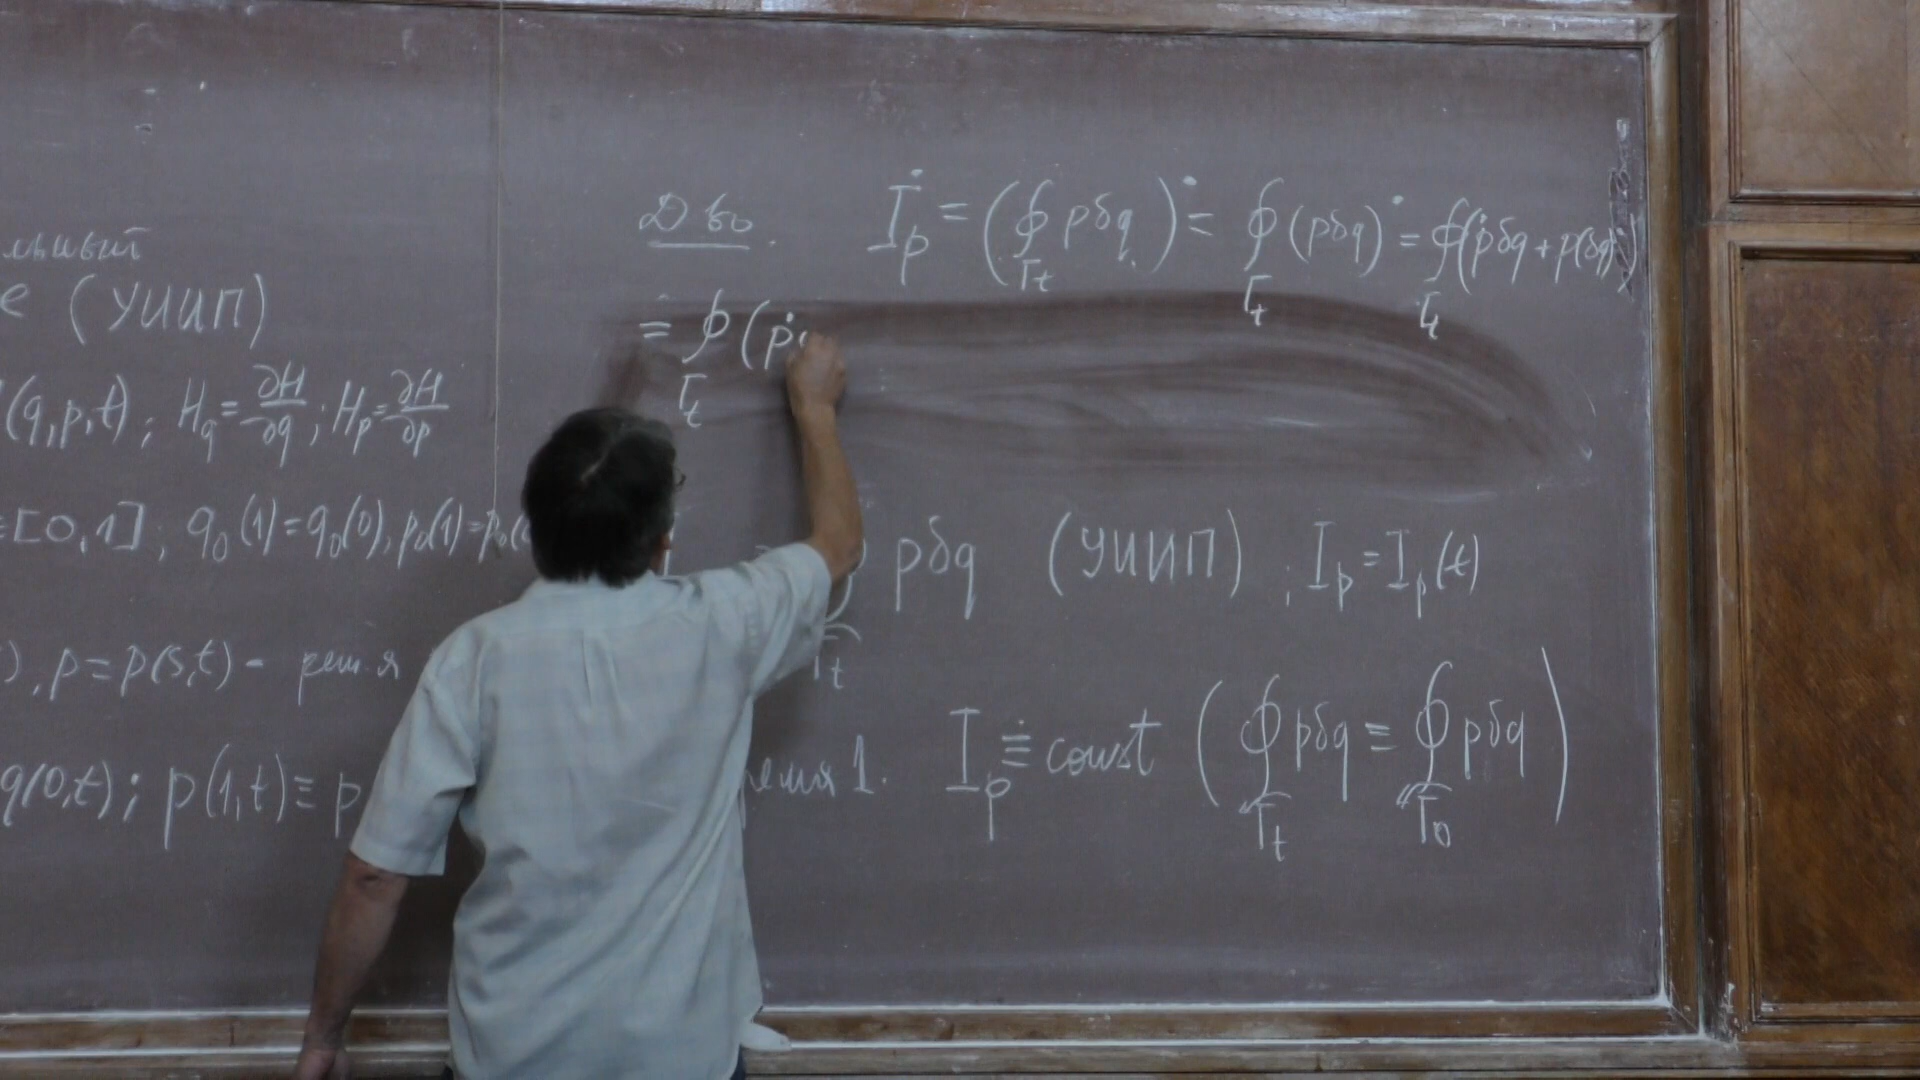 льный
е (УИИП)
(q,p,t); H_q = ∂H/∂q; H_p = ∂H/∂p
∈[0,1]; q_0(1)=q_0(0), p_0(1)=p_0(
), p=p(s,t) - реш.я
q(0,t); p(1,t)≡p
Д-во. İ_p = (∮_{Γ_t} pδq)˙ = ∮_{Γ_t} (pδq)˙ = ∮_{Γ_t} (ṗδq + p(δq)˙)
= ∮_{Γ_t} (ṗ
pδq (УИИП); I_p = I_p(t)
Γ_t
1. I_p ≡̇ const (∮_{Γ_t} pδq ≡ ∮_{Γ_0} pδq)